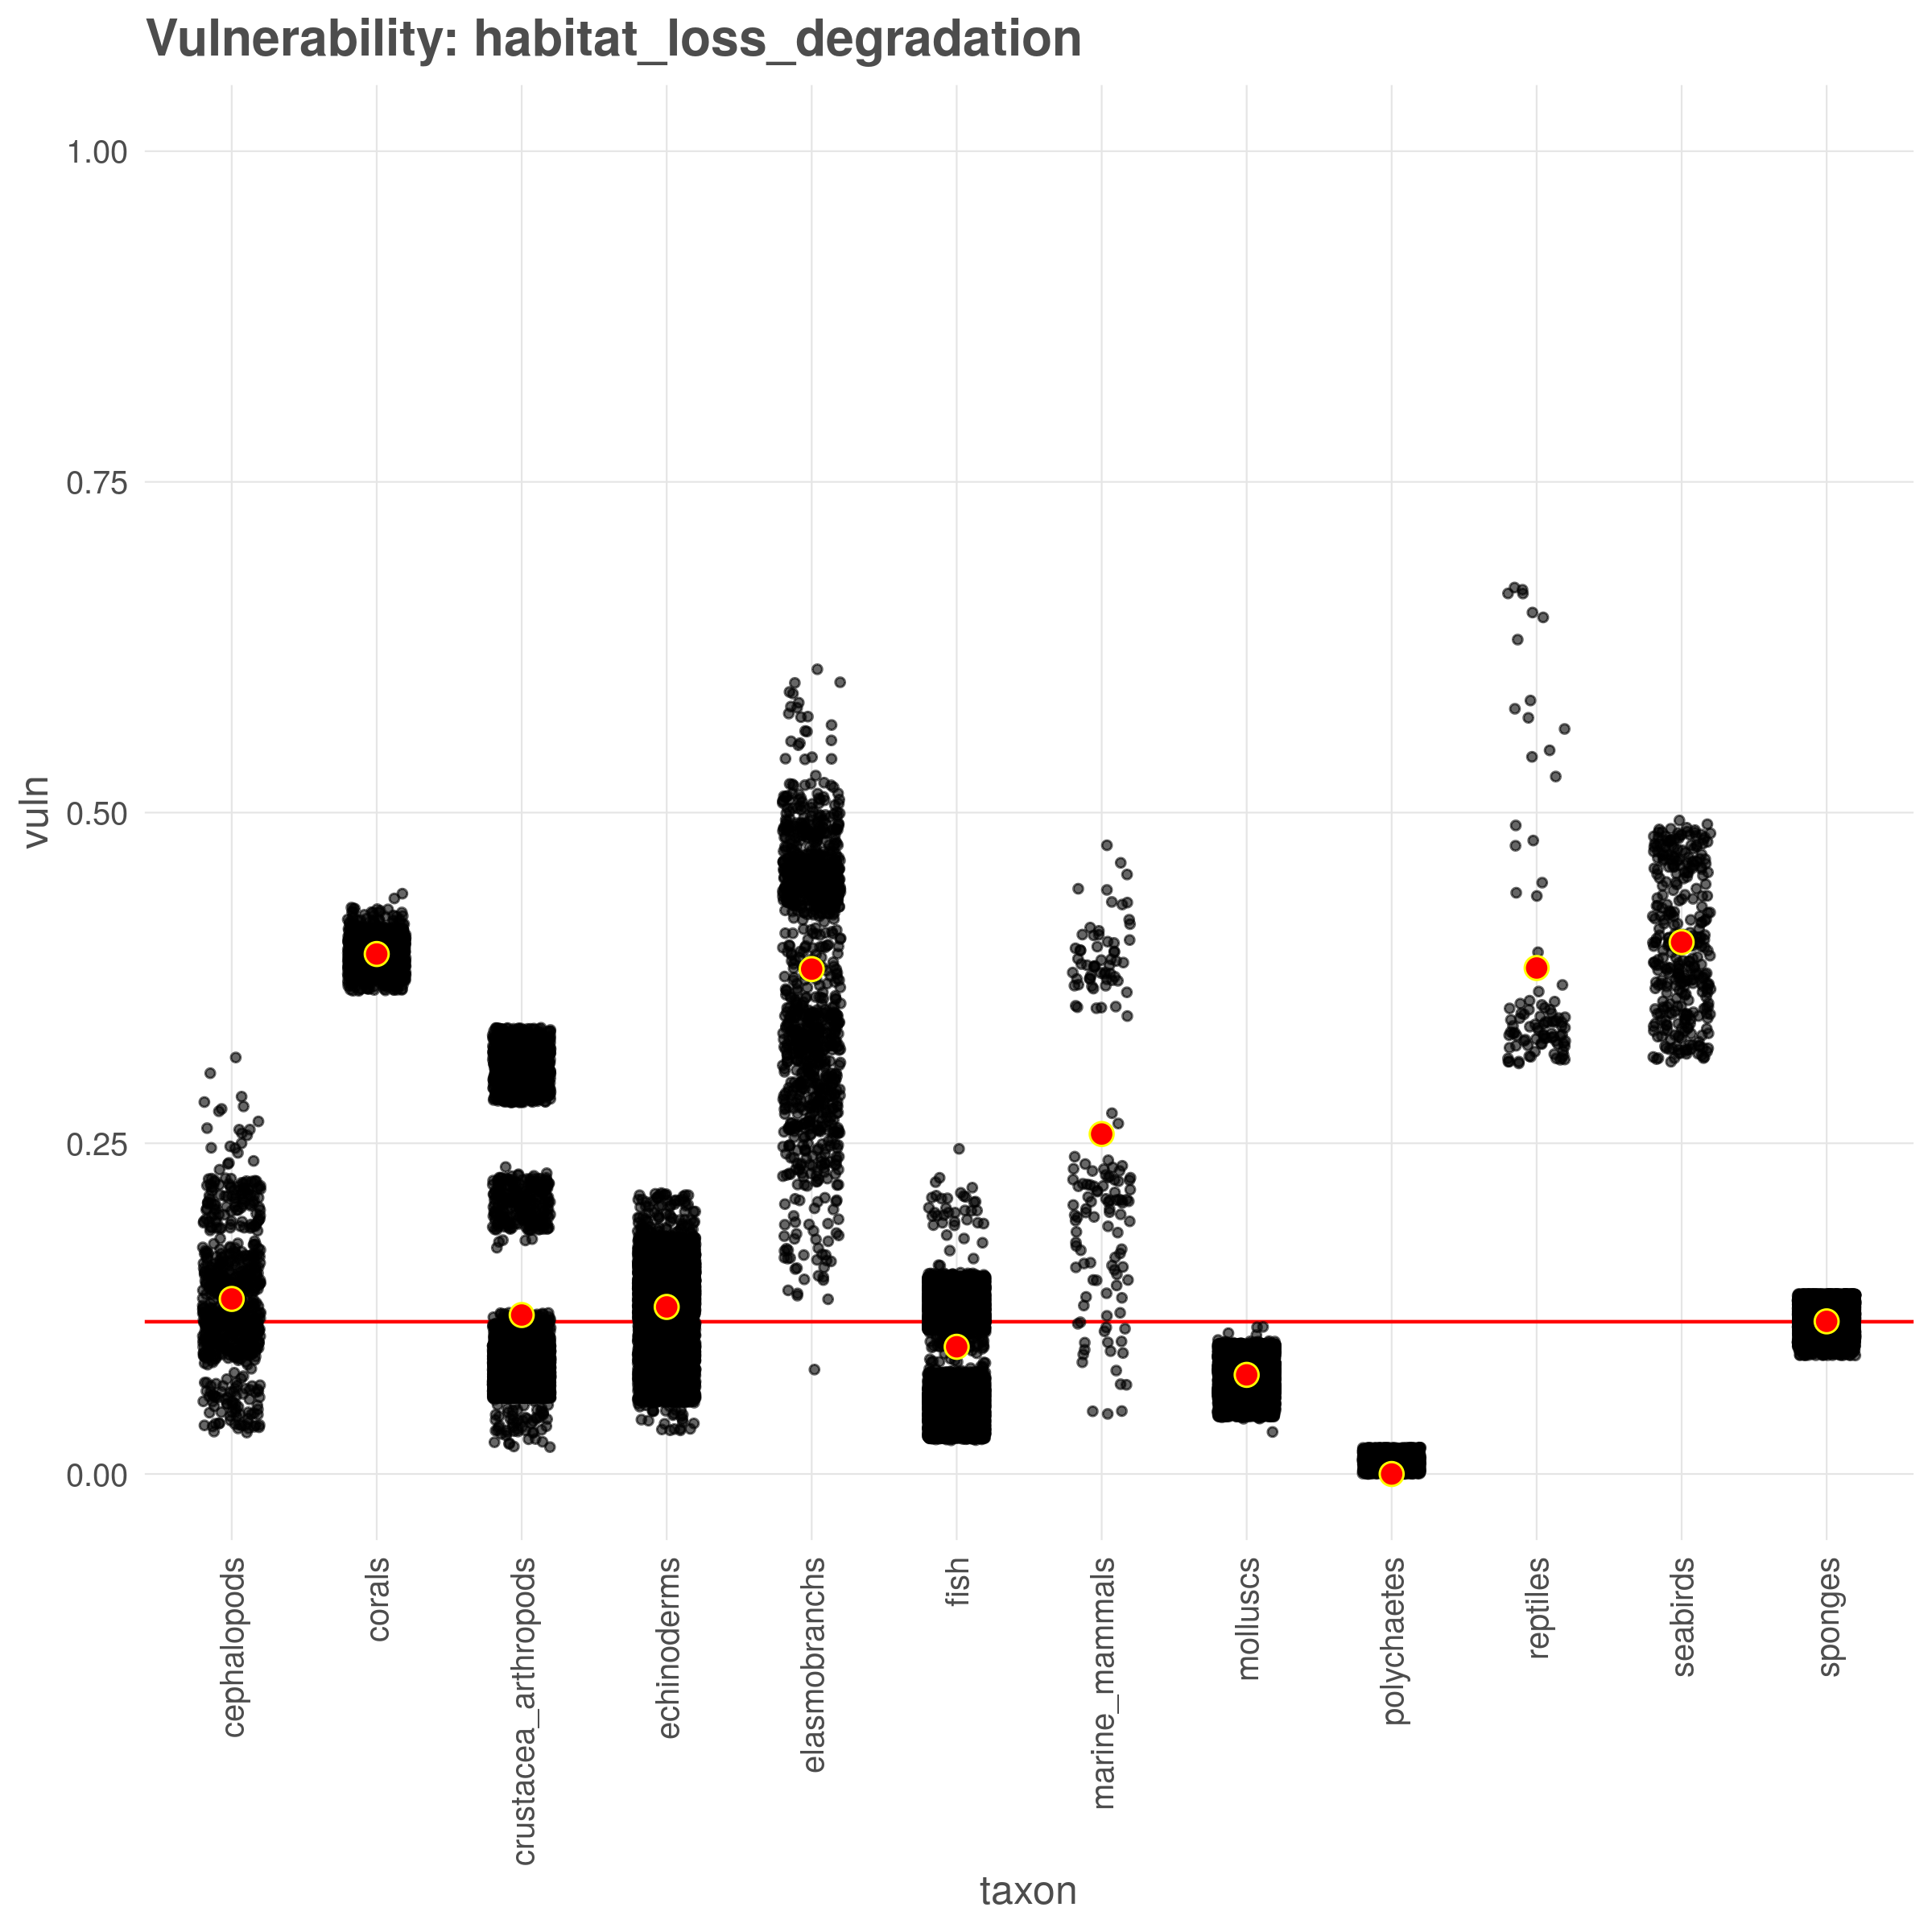 Vulnerability: habitat_loss_degradation
1.00
0.75
0.50
0.25
0.00
vuln
cephalopods
corals
crustacea_arthropods
echinoderms
elasmobranchs
fish
marine_mammals
molluscs
polychaetes
reptiles
seabirds
sponges
taxon